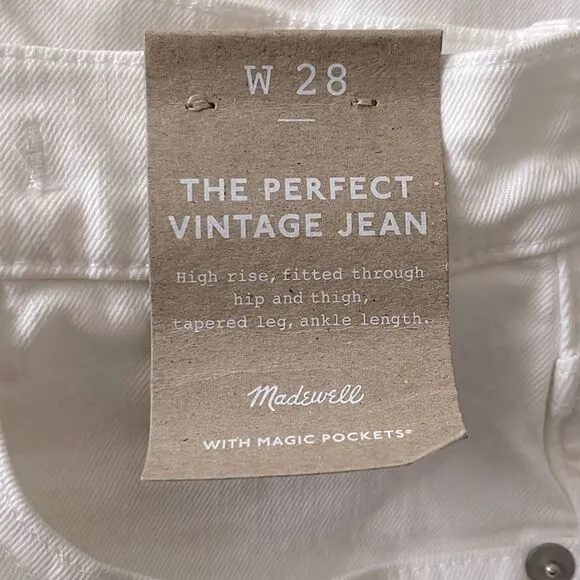 W 28
THE PERFECT
VINTAGE JEAN
High rise, fitted through
hip and thigh,
tapered leg, ankle length.
Madewell
WITH MAGIC POCKETS®